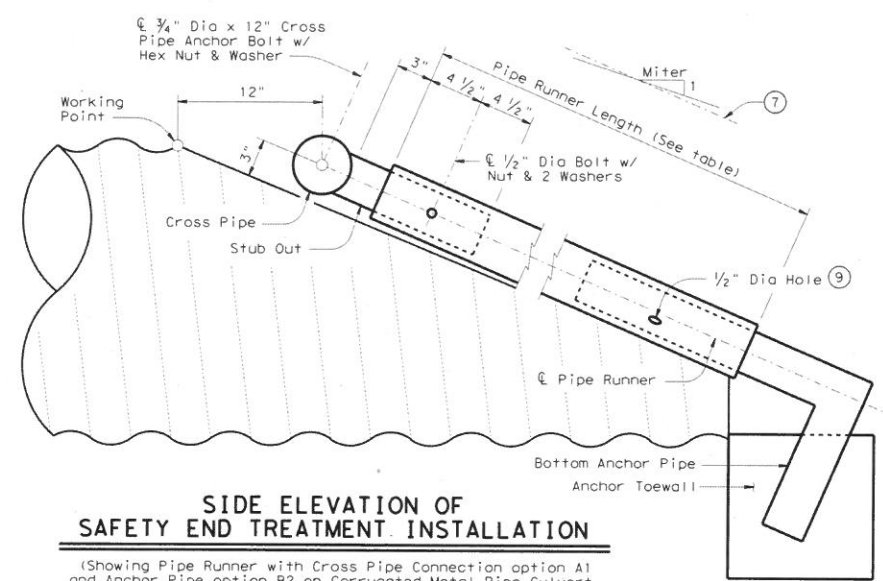 ℄ ¾" Dia x 12" Cross
Pipe Anchor Bolt w/
Hex Nut & Washer
Working
Point
12"
3"
3"
4 ½"
4 ½"
Pipe Runner Length (See table)
Miter
1
7
℄ ½" Dia Bolt w/
Nut & 2 Washers
Cross Pipe
Stub Out
½" Dia Hole 9
℄ Pipe Runner
Bottom Anchor Pipe
Anchor Toewall
SIDE ELEVATION OF
SAFETY END TREATMENT INSTALLATION
(Showing Pipe Runner with Cross Pipe Connection option A1
and Anchor Pipe option B2 on Corrugated Metal Pipe Culvert